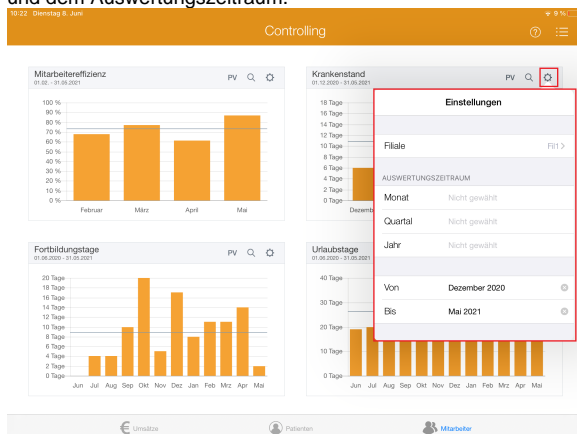 und dem Auswertungszeitraum.
10:22 Dienstag 8. Juni
9 %
Controlling
Mitarbeitereffizienz
01.02. - 31.05.2021
PV
100 %
90 %
80 %
70 %
60 %
50 %
40 %
30 %
20 %
10 %
0 %
Februar März April Mai
Krankenstand
01.12.2020 - 31.05.2021
PV
18 Tage
16 Tage
14 Tage
12 Tage
10 Tage
8 Tage
6 Tage
4 Tage
2 Tage
0 Tage
Dezemb
Einstellungen
Filiale Fil1
AUSWERTUNGSZEITRAUM
Monat Nicht gewählt
Quartal Nicht gewählt
Jahr Nicht gewählt
Von Dezember 2020
Bis Mai 2021
Fortbildungstage
01.06.2020 - 31.05.2021
PV
20 Tage
18 Tage
16 Tage
14 Tage
12 Tage
10 Tage
8 Tage
6 Tage
4 Tage
2 Tage
0 Tage
Jun Jul Aug Sep Okt Nov Dez Jan Feb Mrz Apr Mai
Urlaubstage
01.06.2020 - 31.05.2021
40 Tage
30 Tage
20 Tage
10 Tage
0 Tage
Jun Jul Aug Sep Okt Nov Dez Jan Feb Mrz Apr Mai
€ Umsätze
Patienten
Mitarbeiter